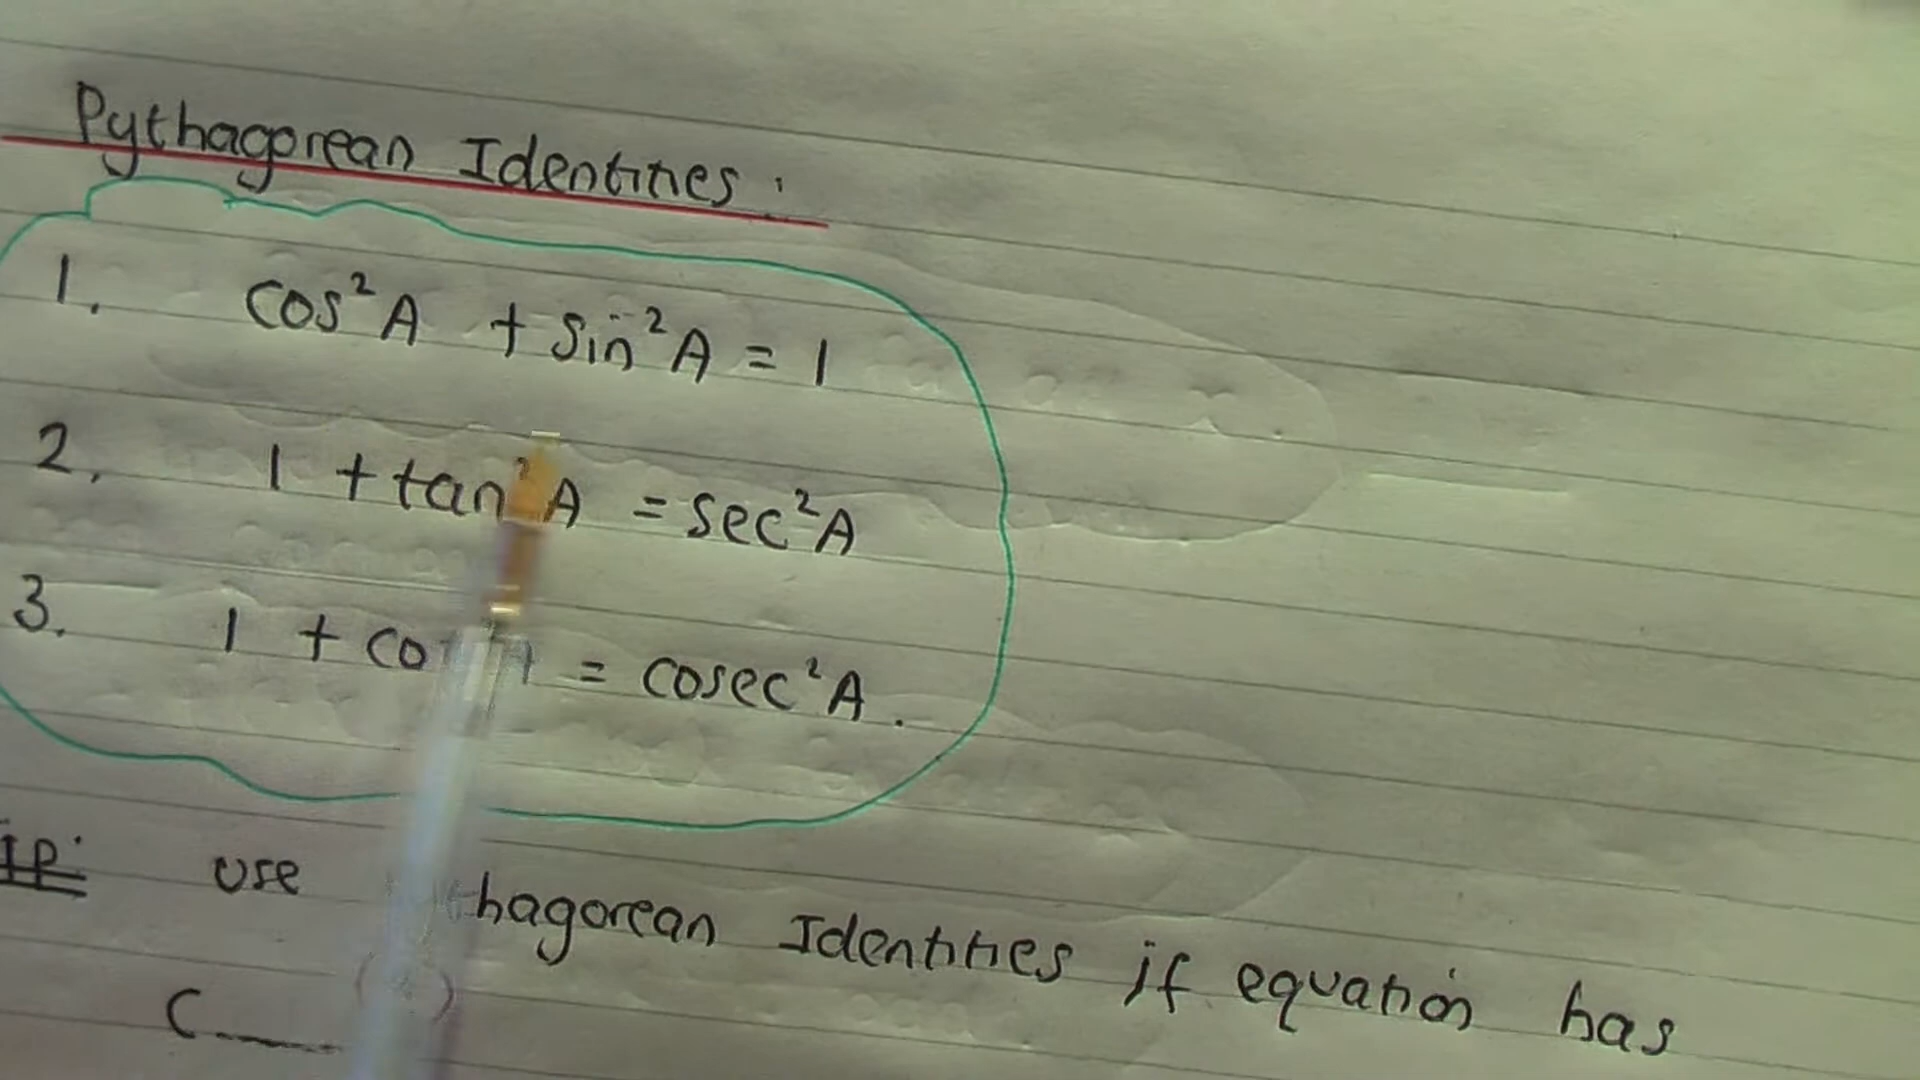 Pythagorean Identities:
1. cos²A + sin²A = 1
2. 1 + tan²A = sec²A
3. 1 + co = cosec²A.
IP: use hagorean Identities if equation has